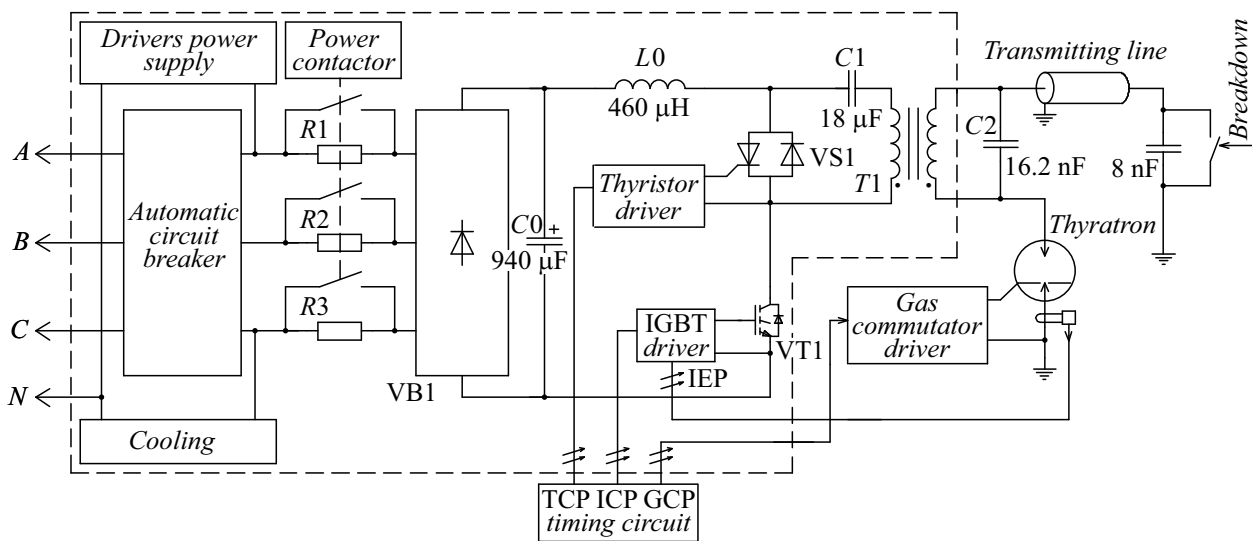 Drivers power
supply
Power
contactor
L0
460 μH
C1
18 μF
Transmitting line
Breakdown
C2
16.2 nF
8 nF
R1
A
VS1
Thyristor
driver
T1
Automatic
circuit
breaker
R2
B
C0 +
940 μF
Thyratron
R3
C
IGBT
driver
VT1
Gas
commutator
driver
IEP
VB1
N
Cooling
TCP ICP GCP
timing circuit